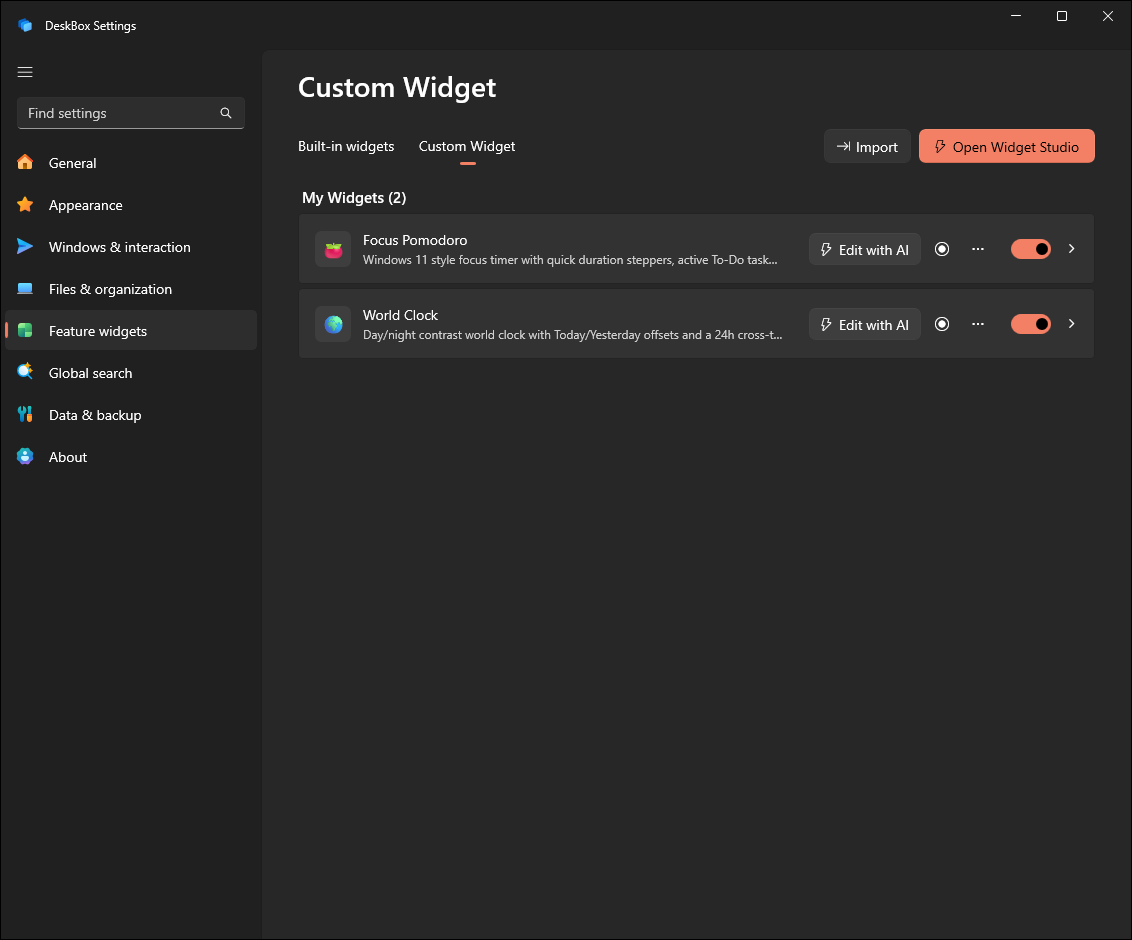 DeskBox Settings
Find settings
General
Appearance
Windows & interaction
Files & organization
Feature widgets
Global search
Data & backup
About
Custom Widget
Built-in widgets
Custom Widget
Import
Open Widget Studio
My Widgets (2)
Focus Pomodoro
Windows 11 style focus timer with quick duration steppers, active To-Do task...
Edit with AI
World Clock
Day/night contrast world clock with Today/Yesterday offsets and a 24h cross-t...
Edit with AI